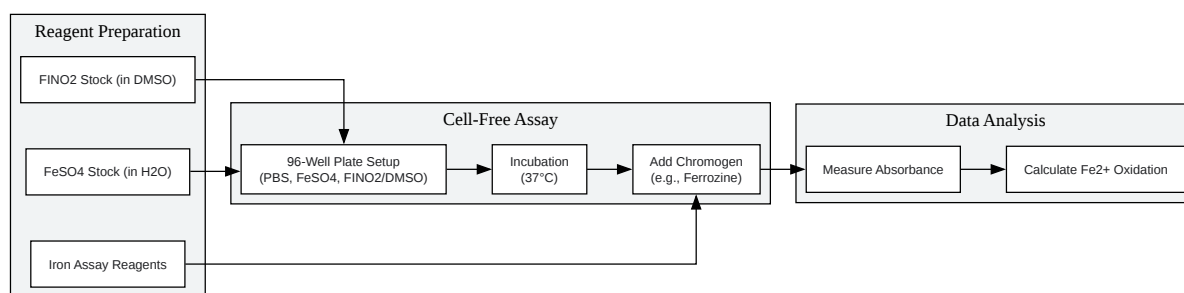 Reagent Preparation
FINO2 Stock (in DMSO)
FeSO4 Stock (in H2O)
Iron Assay Reagents
Cell-Free Assay
96-Well Plate Setup
(PBS, FeSO4, FINO2/DMSO)
Incubation
(37°C)
Add Chromogen
(e.g., Ferrozine)
Data Analysis
Measure Absorbance
Calculate Fe2+ Oxidation